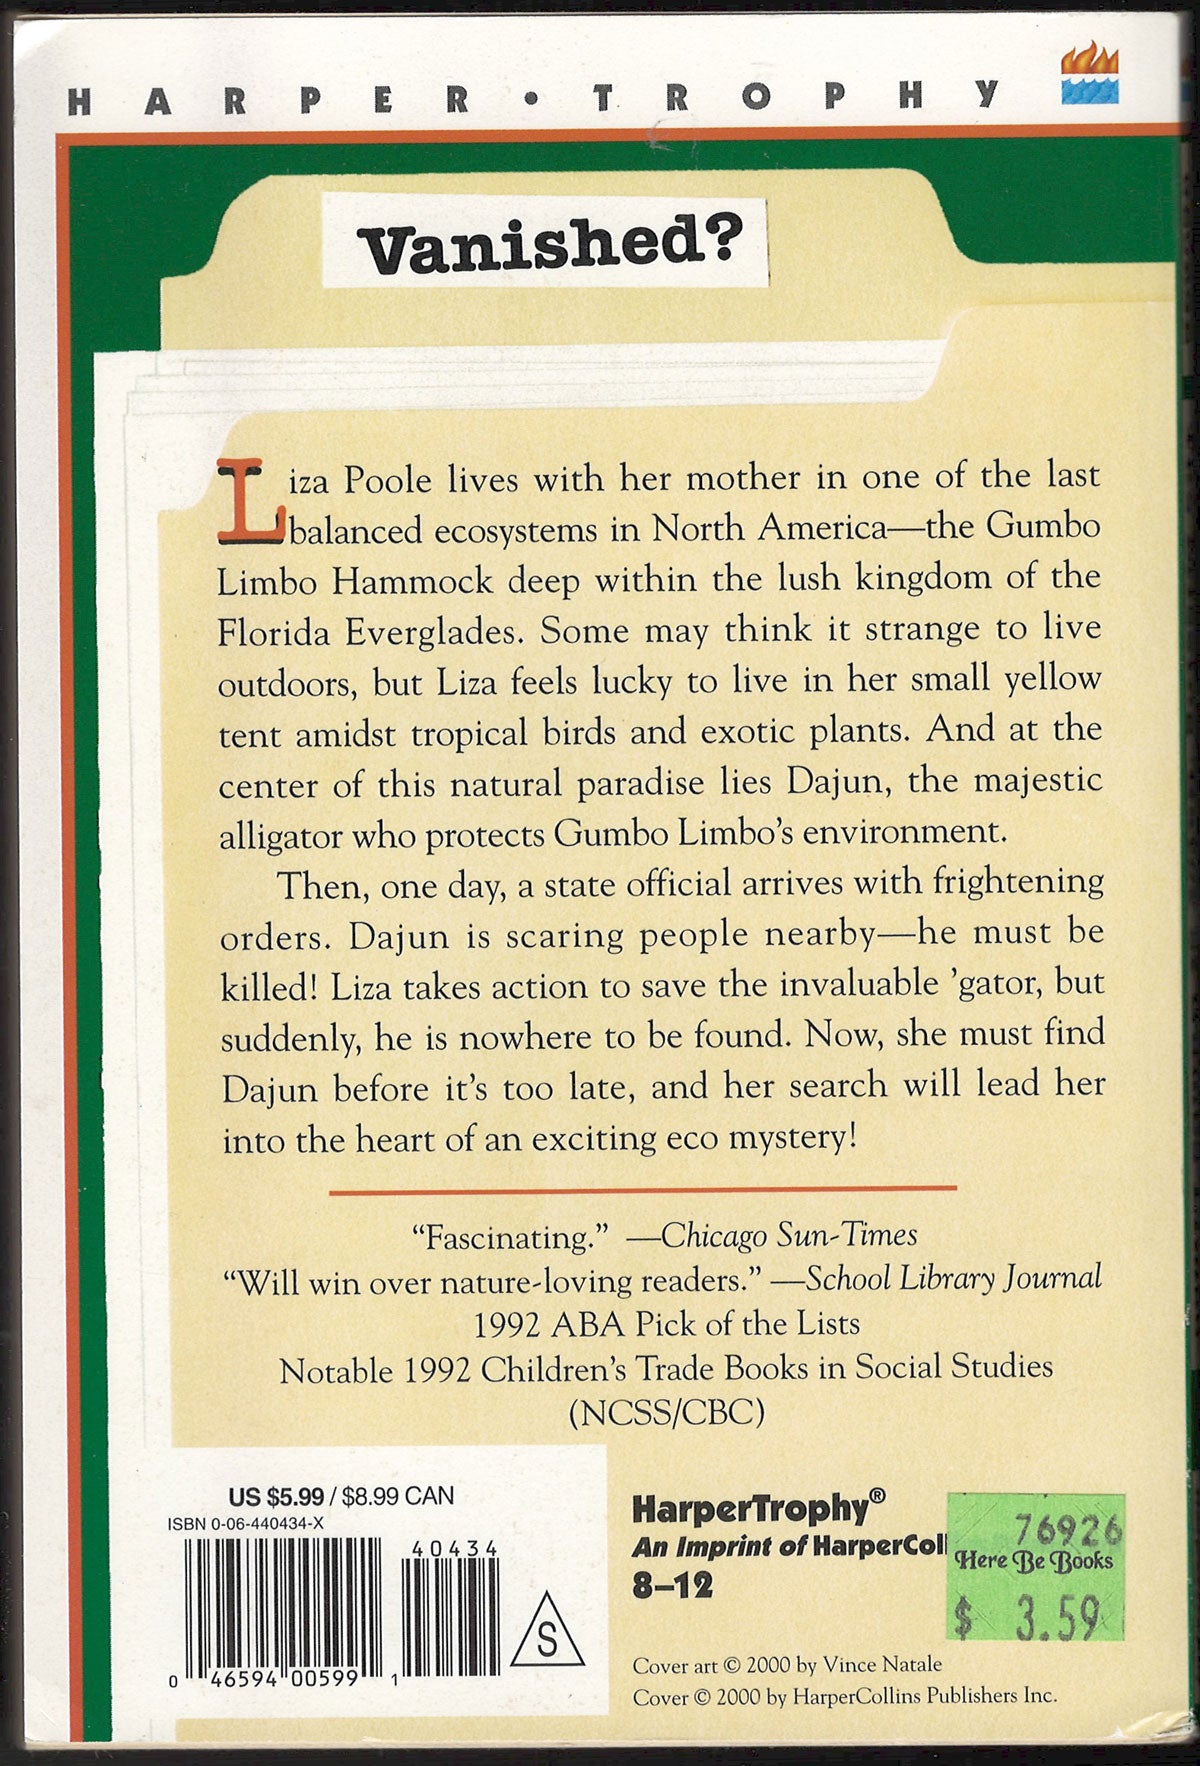 HARPER • TROPHY
Vanished?
Liza Poole lives with her mother in one of the last
balanced ecosystems in North America—the Gumbo
Limbo Hammock deep within the lush kingdom of the
Florida Everglades. Some may think it strange to live
outdoors, but Liza feels lucky to live in her small yellow
tent amidst tropical birds and exotic plants. And at the
center of this natural paradise lies Dajun, the majestic
alligator who protects Gumbo Limbo's environment.
Then, one day, a state official arrives with frightening
orders. Dajun is scaring people nearby—he must be
killed! Liza takes action to save the invaluable 'gator, but
suddenly, he is nowhere to be found. Now, she must find
Dajun before it's too late, and her search will lead her
into the heart of an exciting eco mystery!
“Fascinating.” —Chicago Sun-Times
“Will win over nature-loving readers.” —School Library Journal
1992 ABA Pick of the Lists
Notable 1992 Children's Trade Books in Social Studies
(NCSS/CBC)
US $5.99 / $8.99 CAN
ISBN 0-06-440434-X
40434
0 46594 00599 1
S
HarperTrophy®
An Imprint of HarperCol
8–12
76926
Here Be Books
$ 3.59
Cover art © 2000 by Vince Natale
Cover © 2000 by HarperCollins Publishers Inc.